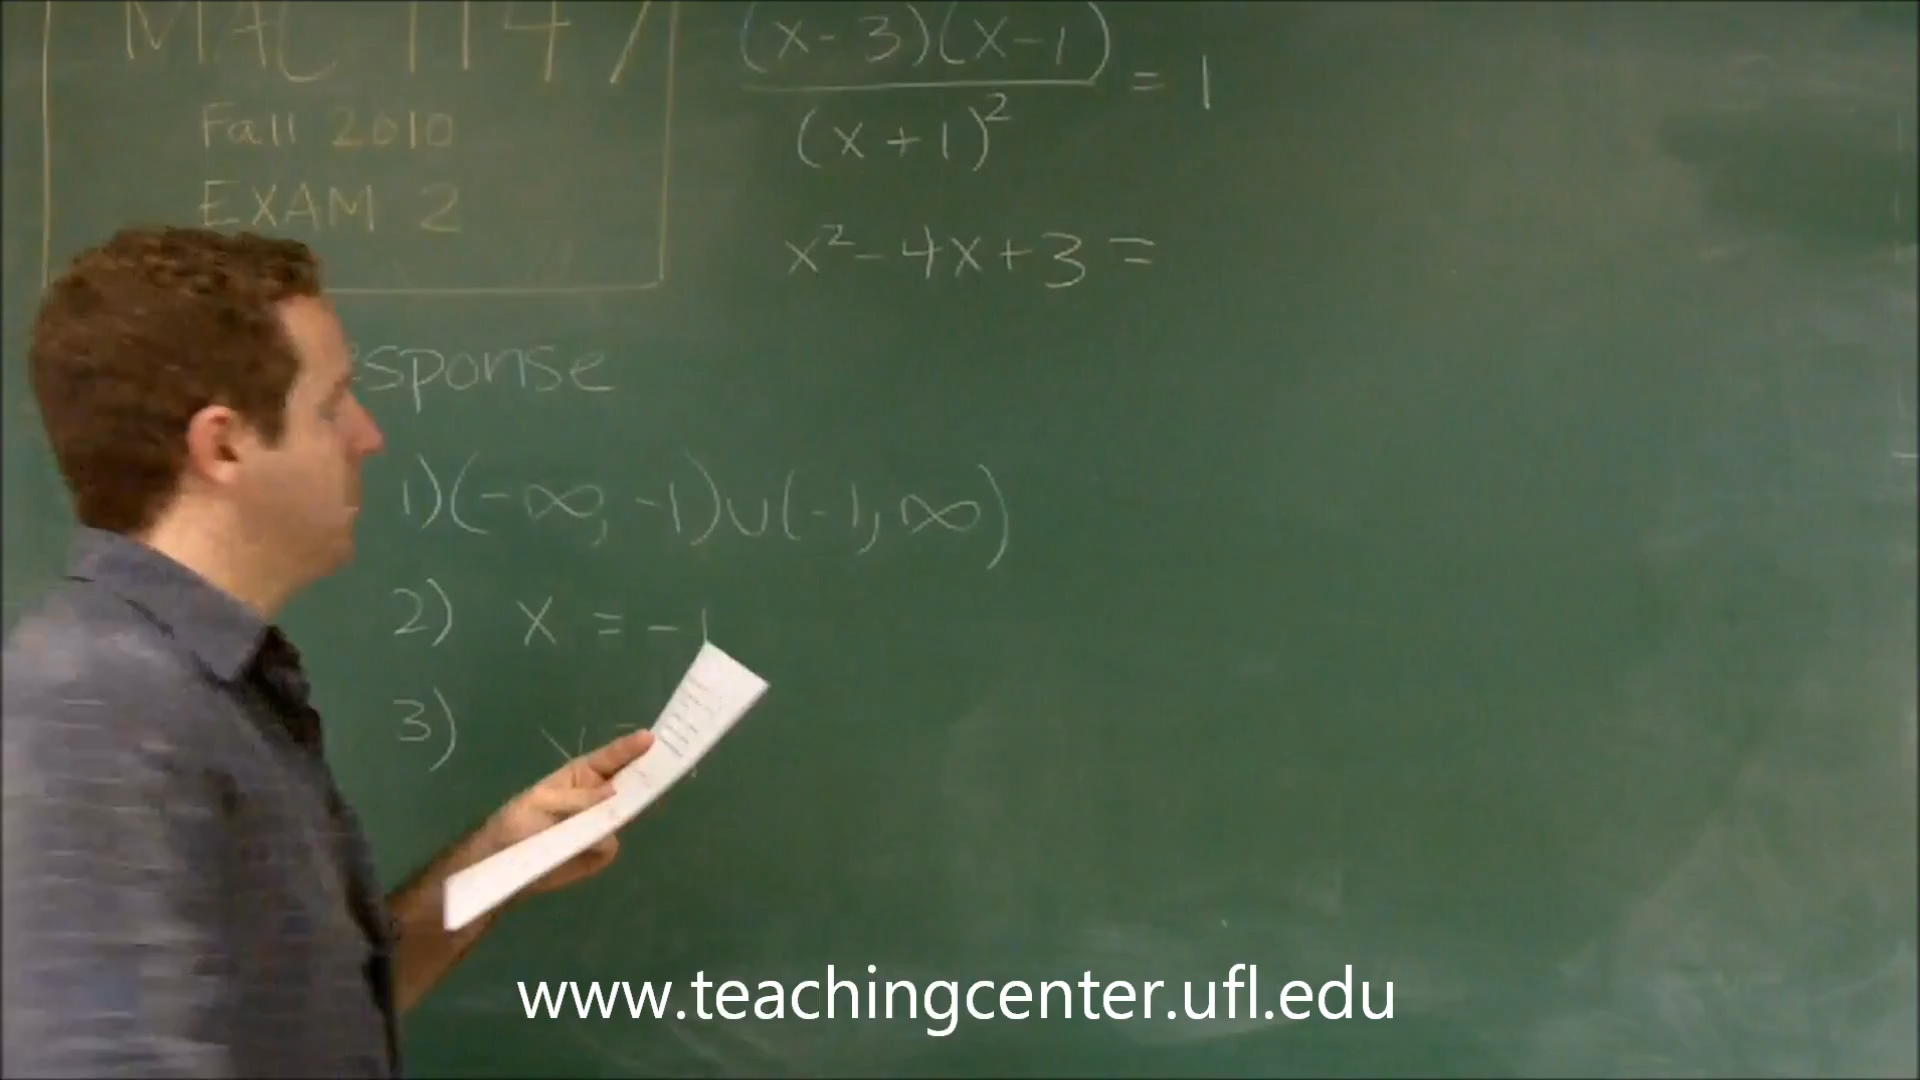 MAC 1147
Fall 2010
EXAM 2
(x-3)(x-1)
= 1
(x+1)²
x²-4x+3=
esponse
1)(-∞,-1)∪(-1,∞)
2) x = -1
3)
www.teachingcenter.ufl.edu